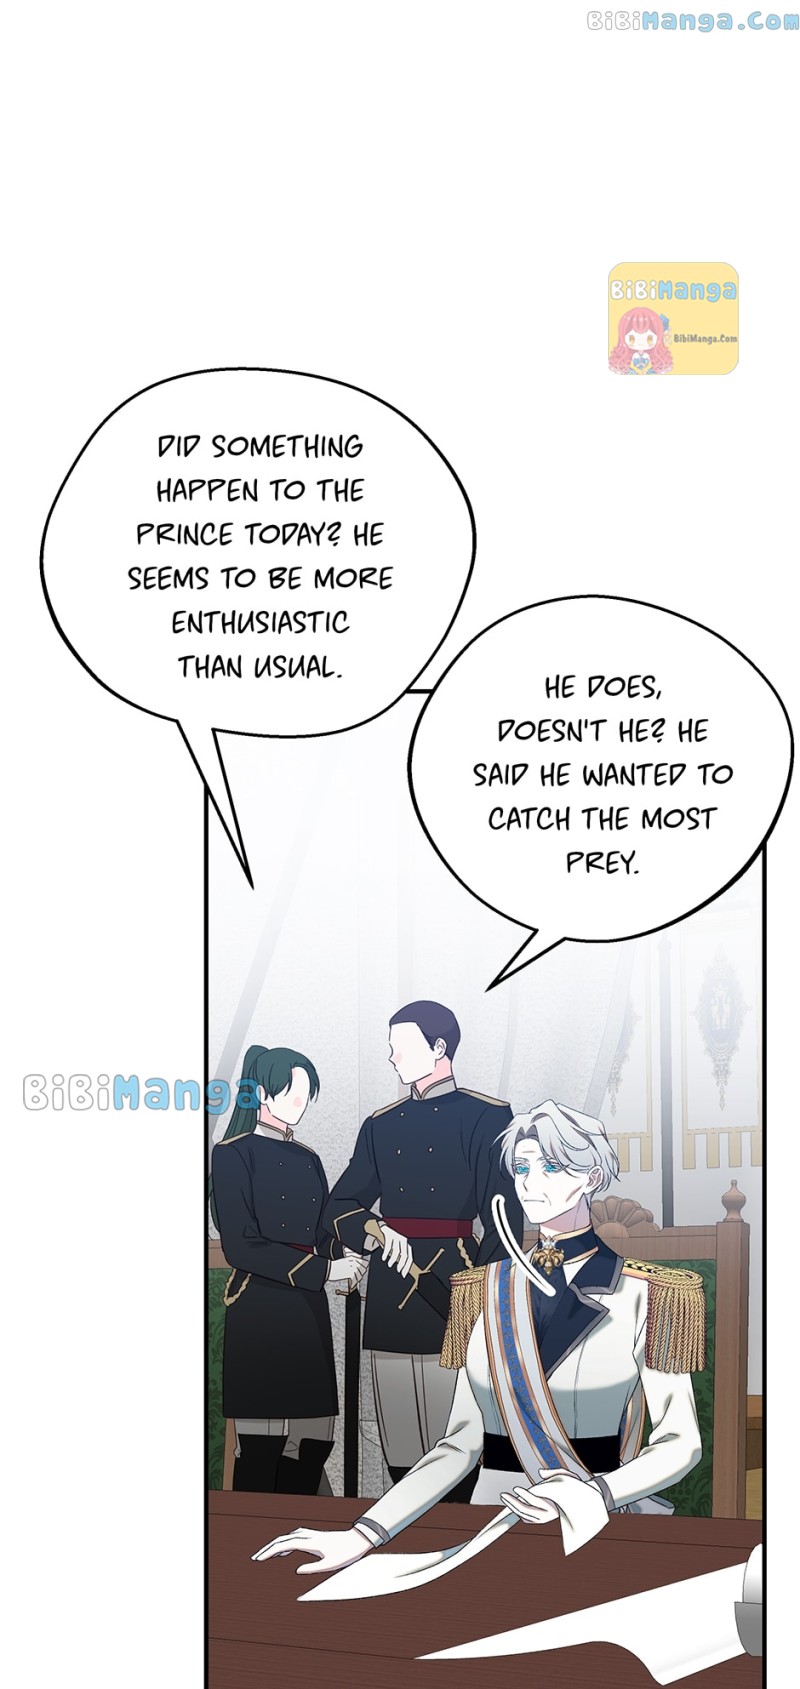 BiBiManga.Com
BiBiManga
BibiManga.Com
DID SOMETHING
HAPPEN TO THE
PRINCE TODAY? HE
SEEMS TO BE MORE
ENTHUSIASTIC
THAN USUAL.
HE DOES,
DOESN'T HE? HE
SAID HE WANTED TO
CATCH THE MOST
PREY.
BiBiManga